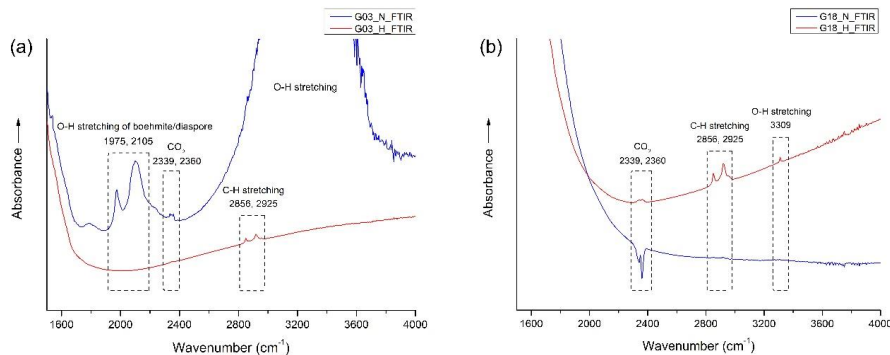 (a)
G03_N_FTIR
G03_H_FTIR
O-H stretching
O-H stretching of boehmite/diaspore
1975, 2105
CO₂
2339, 2360
C-H stretching
2856, 2925
Absorbance
1600 2000 2400 2800 3200 3600 4000
Wavenumber (cm⁻¹)
(b)
G18_N_FTIR
G18_H_FTIR
O-H stretching
3309
C-H stretching
2856, 2925
CO₂
2339, 2360
Absorbance
1600 2000 2400 2800 3200 3600 4000
Wavenumber (cm⁻¹)